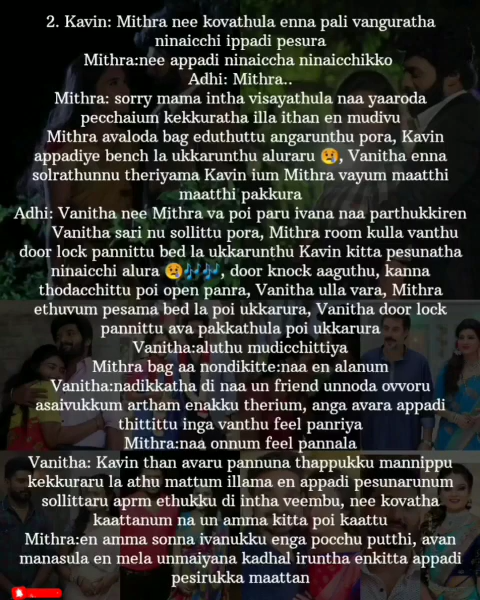 2. Kavin: Mithra nee kovathula enna pali vanguratha
ninaicchi ippadi pesura
Mithra:nee appadi ninaiccha ninaicchikko
Adhi: Mithra..
Mithra: sorry mama intha visayathula naa yaaroda
pecchaium kekkuratha illa ithan en mudivu
Mithra avaloda bag eduthuttu angarunthu pora, Kavin
appadiye bench la ukkarunthu aluraru 😢, Vanitha enna
solrathunnu theriyama Kavin ium Mithra vayum maatthi
maatthi pakkura
Adhi: Vanitha nee Mithra va poi paru ivana naa parthukkiren
Vanitha sari nu sollittu pora, Mithra room kulla vanthu
door lock pannittu bed la ukkarunthu Kavin kitta pesunatha
ninaicchi alura 😢🎶🎶, door knock aaguthu, kanna
thodacchittu poi open panra, Vanitha ulla vara, Mithra
ethuvum pesama bed la poi ukkarura, Vanitha door lock
pannittu ava pakkathula poi ukkarura
Vanitha:aluthu mudicchittiya
Mithra bag aa nondikitte:naa en alanum
Vanitha:nadikkatha di naa un friend unnoda ovvoru
asaivukkum artham enakku therium, anga avara appadi
thittittu inga vanthu feel panriya
Mithra:naa onnum feel pannala
Vanitha: Kavin than avaru pannuna thappukku mannippu
kekkuraru la athu mattum illama en appadi pesunarunum
sollittaru aprm ethukku di intha veembu, nee kovatha
kaattanum na un amma kitta poi kaattu
Mithra:en amma sonna ivanukku enga pocchu putthi, avan
manasula en mela unmaiyana kadhal iruntha enkitta appadi
pesirukka maattan